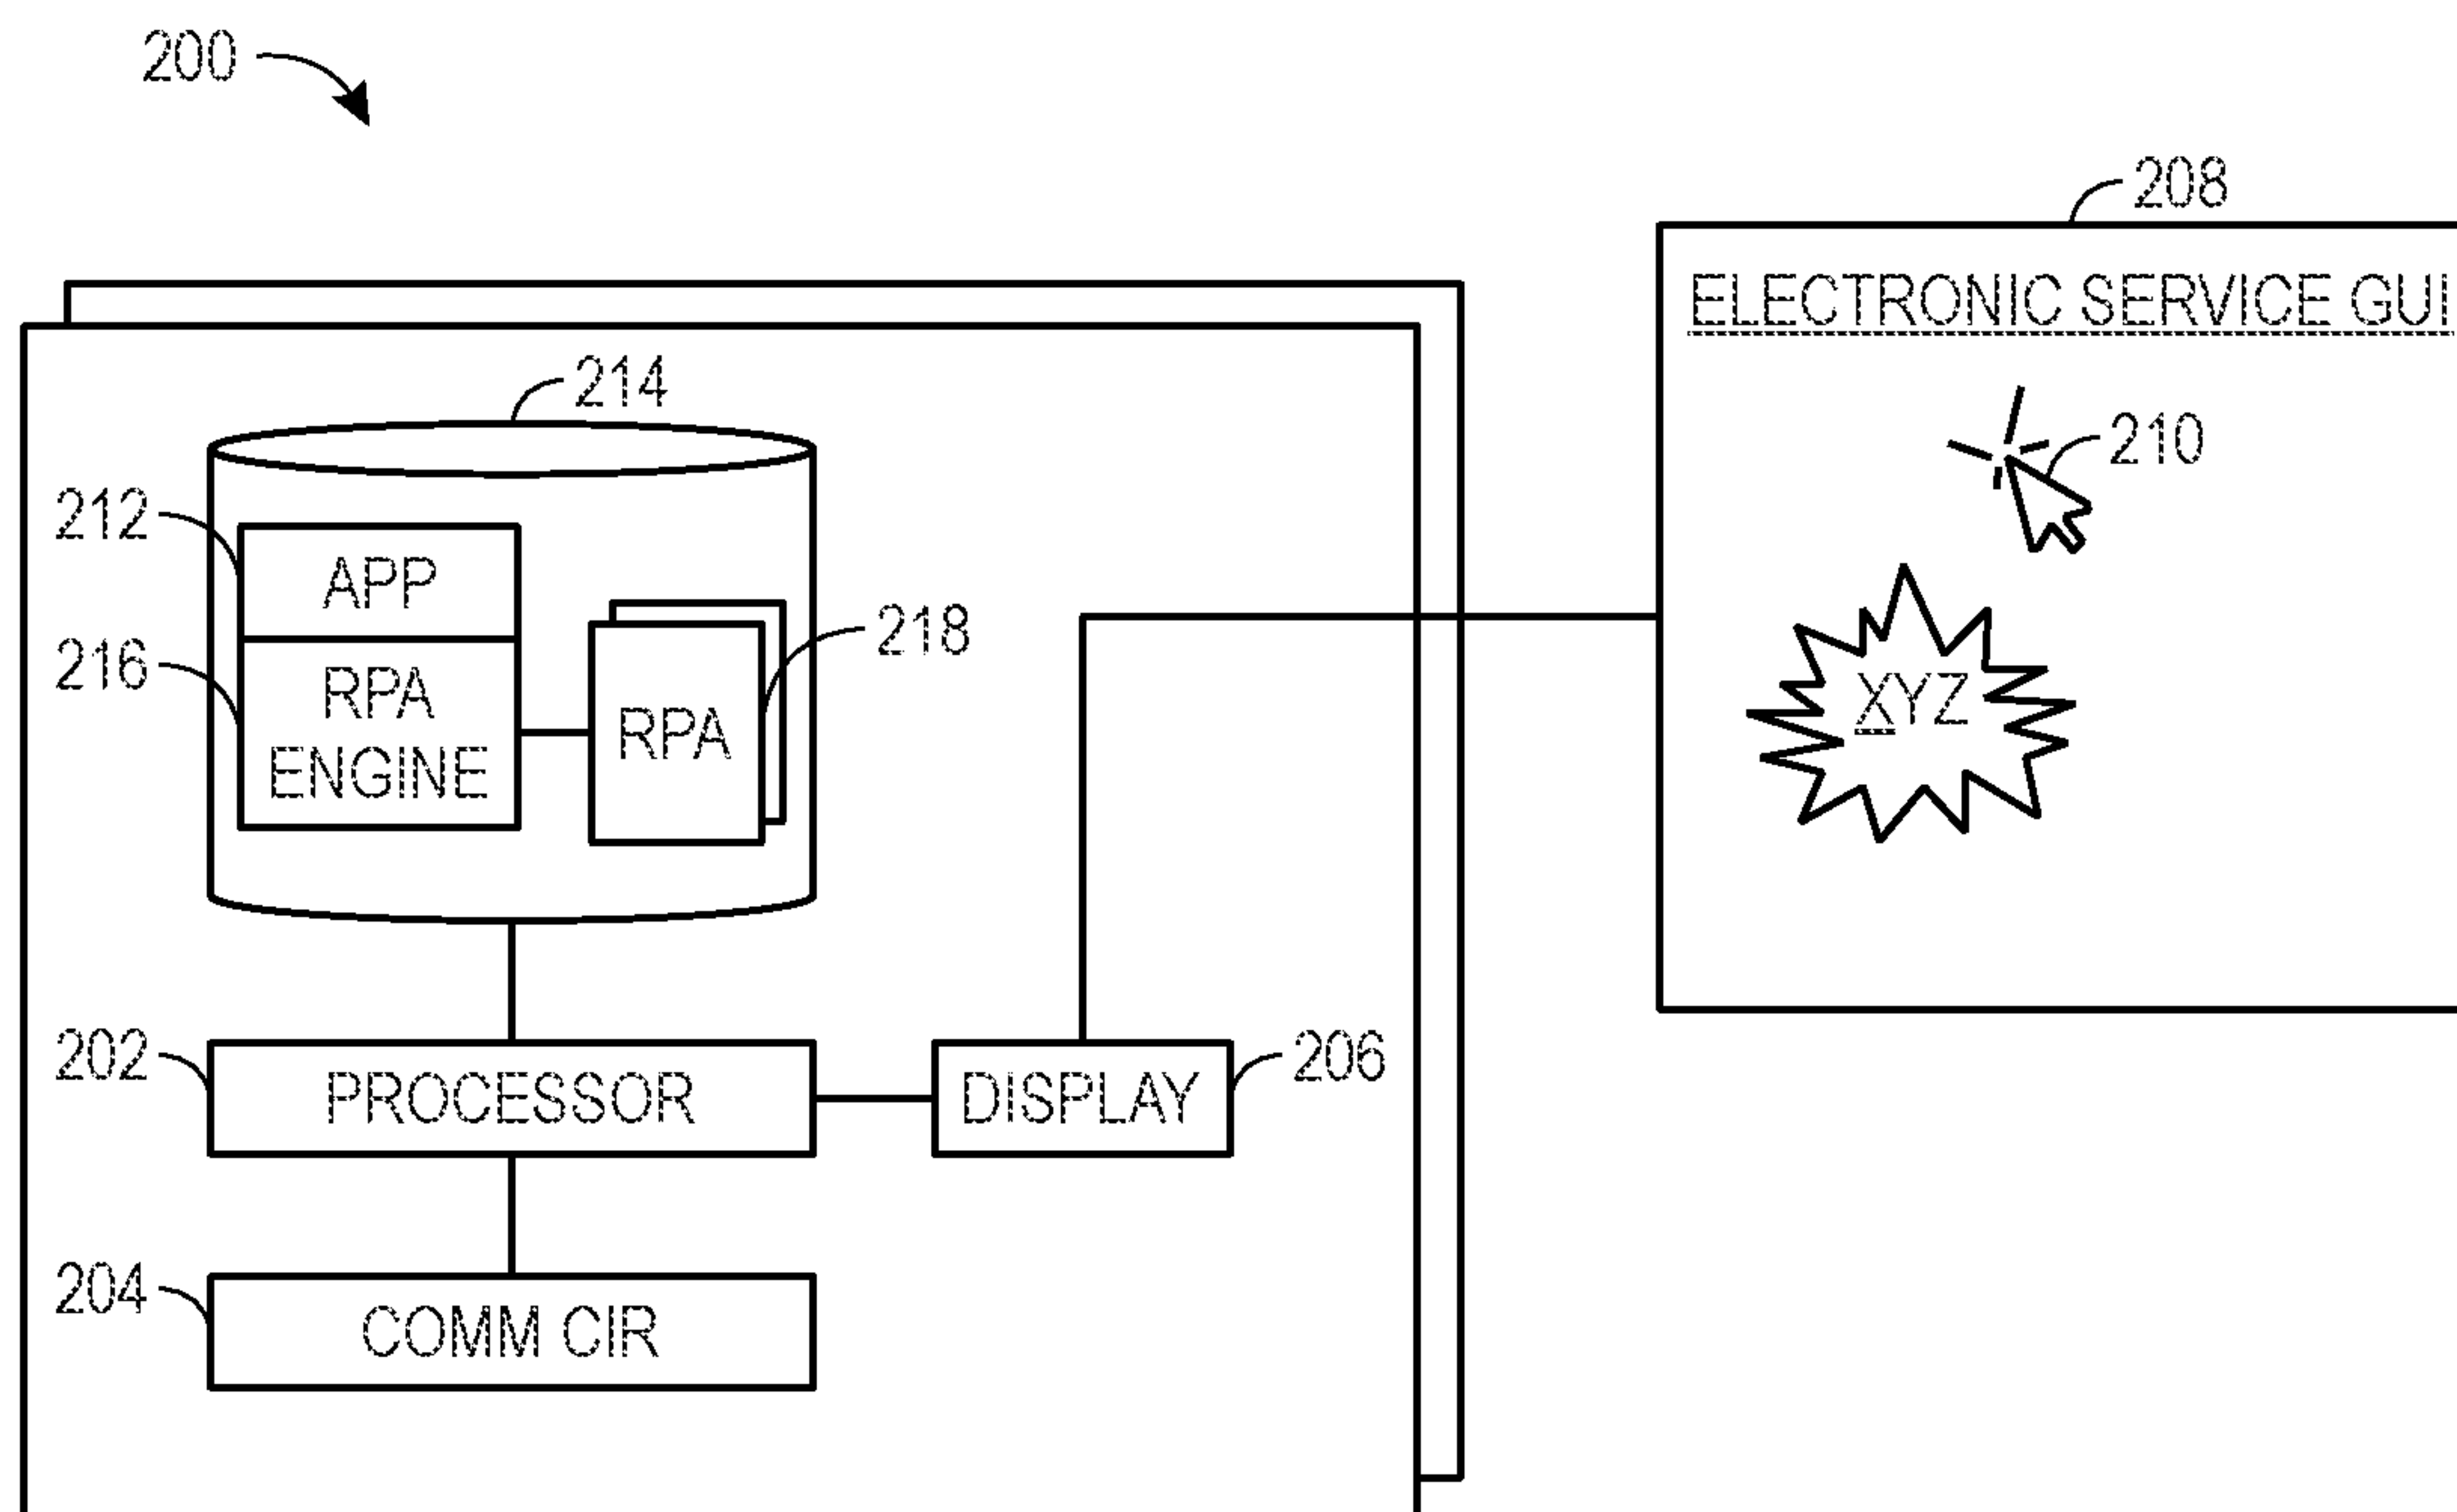 200
208
ELECTRONIC SERVICE GUI
214
210
212
APP
218
216
RPA
ENGINE
RPA
XYZ
202
PROCESSOR
DISPLAY
206
204
COMM CIR